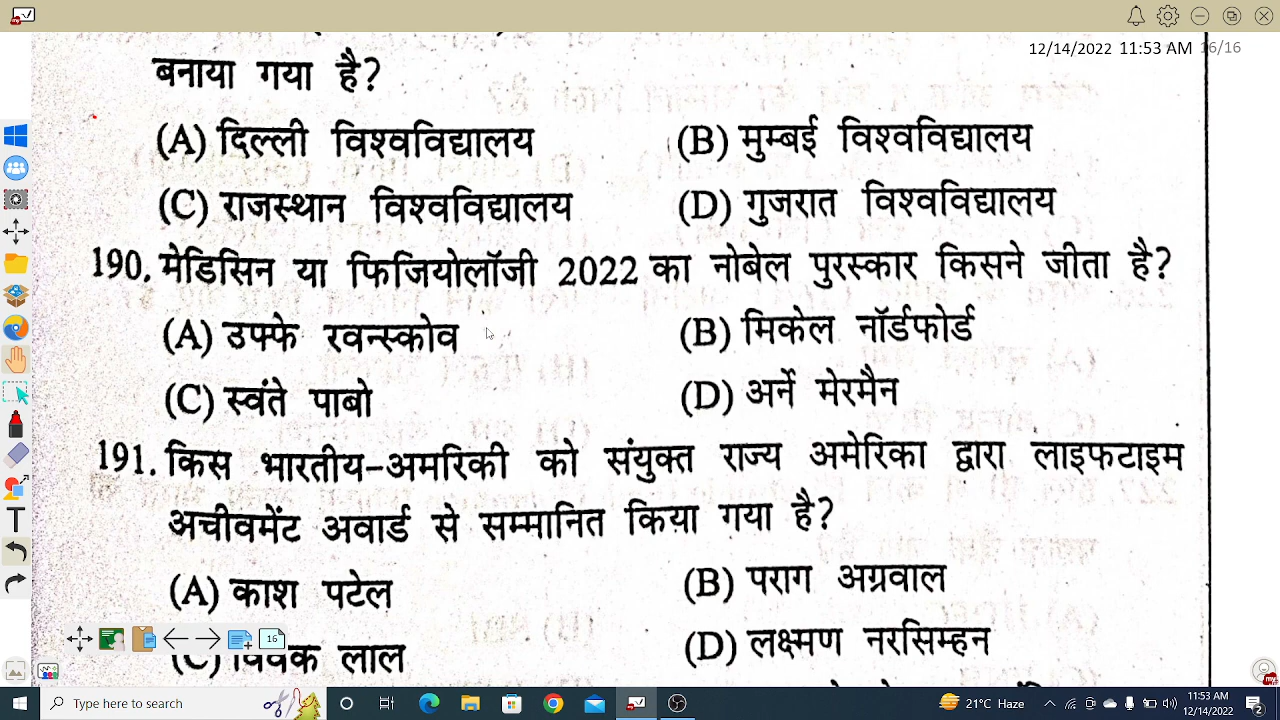 12/14/2022 11:53 AM 16/16
बनाया गया है?
(A) दिल्ली विश्वविद्यालय (B) मुम्बई विश्वविद्यालय
(C) राजस्थान विश्वविद्यालय (D) गुजरात विश्वविद्यालय
190. मेडिसिन या फिजियोलॉजी 2022 का नोबेल पुरस्कार किसने जीता है?
(A) उफ्फे रवन्स्कोव (B) मिकेल नॉर्डफोर्ड
(C) स्वंते पाबो (D) अर्ने मेरमैन
191. किस भारतीय-अमरिकी को संयुक्त राज्य अमेरिका द्वारा लाइफटाइम
अचीवमेंट अवार्ड से सम्मानित किया गया है?
(A) काश पटेल (B) पराग अग्रवाल
16
(C) विवेक लाल (D) लक्ष्मण नरसिम्हन
Type here to search
21°C Haze
11:53 AM
12/14/2022